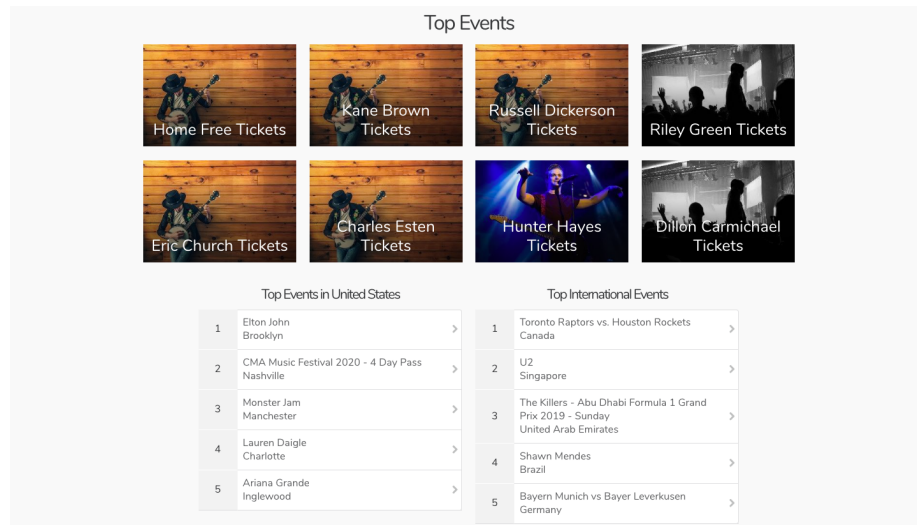 Top Events
Home Free Tickets
Kane Brown
Tickets
Russell Dickerson
Tickets
Riley Green Tickets
Eric Church Tickets
Charles Esten
Tickets
Hunter Hayes
Tickets
Dillon Carmichael
Tickets
Top Events in United States
1
Elton John
Brooklyn
2
CMA Music Festival 2020 - 4 Day Pass
Nashville
3
Monster Jam
Manchester
4
Lauren Daigle
Charlotte
5
Ariana Grande
Inglewood
Top International Events
1
Toronto Raptors vs. Houston Rockets
Canada
2
U2
Singapore
3
The Killers - Abu Dhabi Formula 1 Grand
Prix 2019 - Sunday
United Arab Emirates
4
Shawn Mendes
Brazil
5
Bayern Munich vs Bayer Leverkusen
Germany